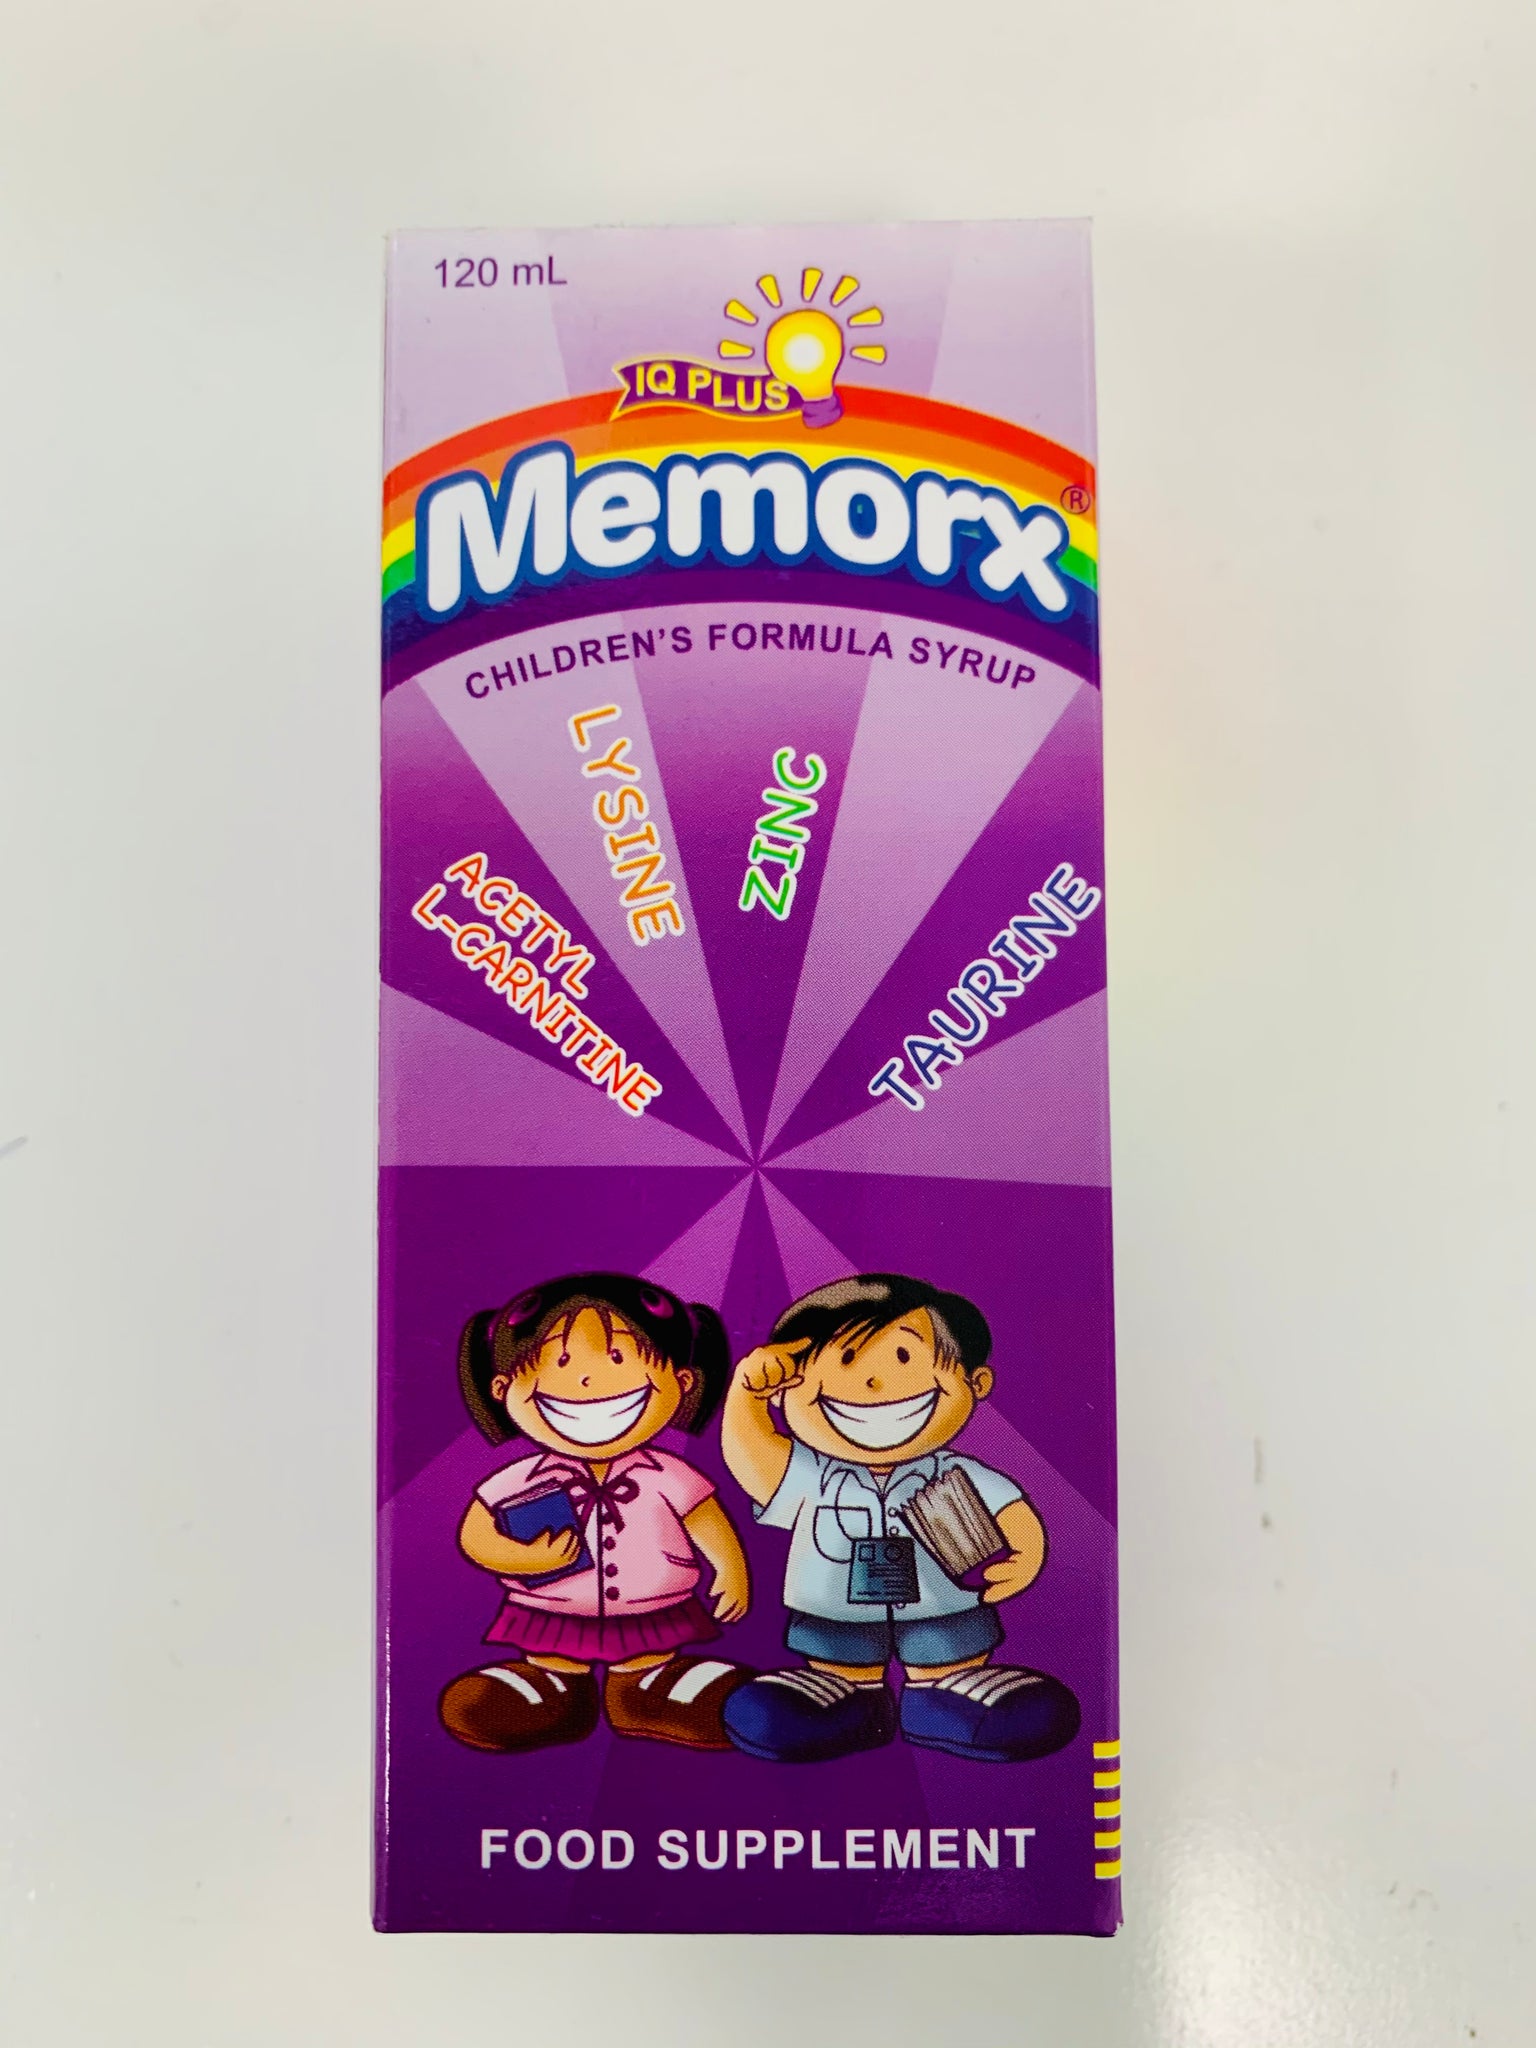 120 mL
IQ PLUS
Memorx®
CHILDREN'S FORMULA SYRUP
ACETYL
L-CARNITINE
LYSINE
ZINC
TAURINE
FOOD SUPPLEMENT